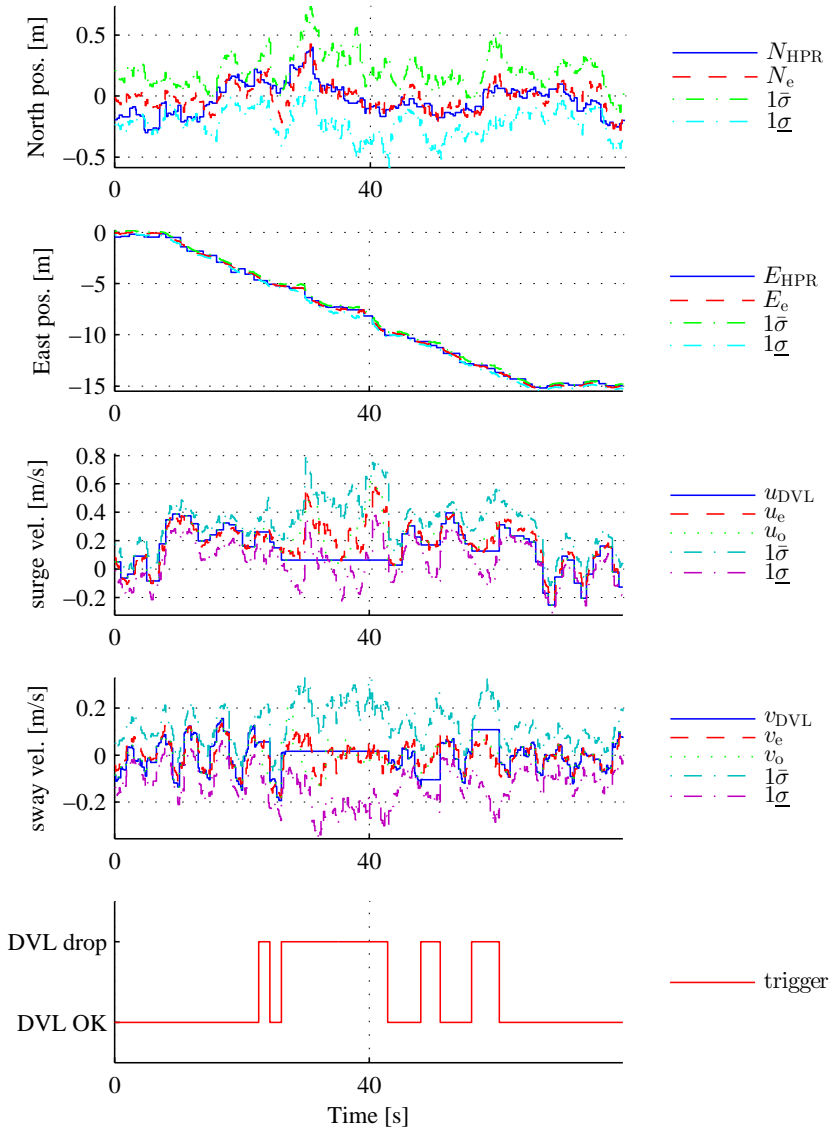 North pos. [m]
0.5
0
−0.5
0
40
N_HPR
N_e
1σ̄
1σ̲
East pos. [m]
0
−5
−10
−15
0
40
E_HPR
E_e
1σ̄
1σ̲
surge vel. [m/s]
0.8
0.6
0.4
0.2
0
−0.2
0
40
u_DVL
u_e
u_o
1σ̄
1σ̲
sway vel. [m/s]
0.2
0
−0.2
0
40
v_DVL
v_e
v_o
1σ̄
1σ̲
DVL drop
DVL OK
0
40
Time [s]
trigger